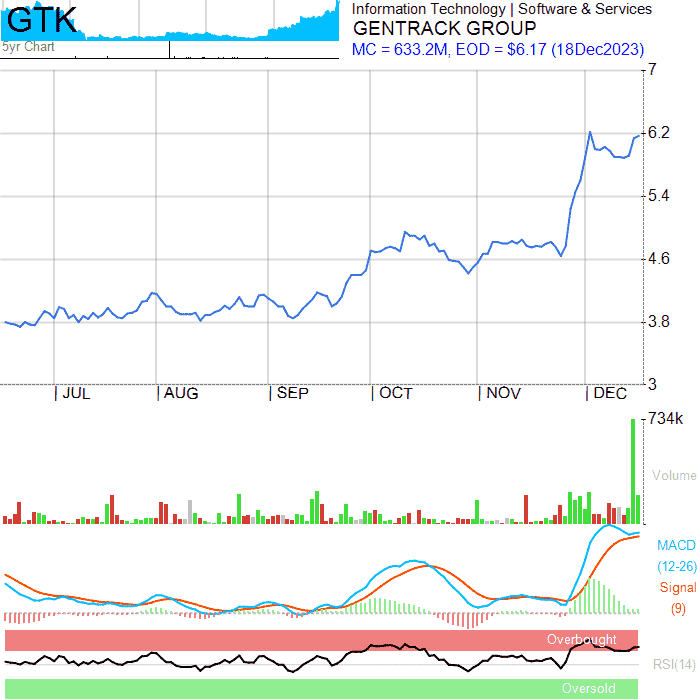 GTK
5yr Chart
Information Technology | Software & Services
GENTRACK GROUP
MC = 633.2M, EOD = $6.17 (18Dec2023)
7
6.2
5.4
4.6
3.8
3
JUL AUG SEP OCT NOV DEC
734k
Volume
MACD
(12-26)
Signal
(9)
Overbought
RSI(14)
Oversold